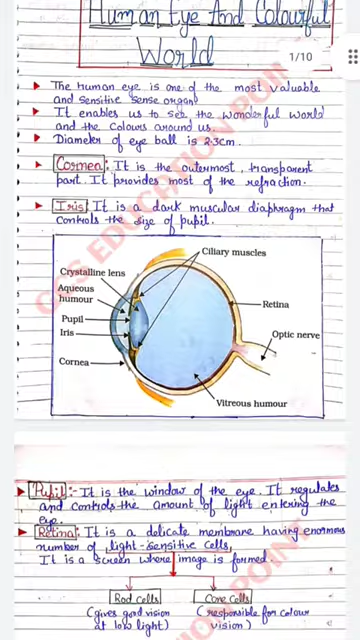 Human Eye And Colourful
World
1/10
The Human eye is one of the most valuable
and sensitive sense organ
It enables us to see the wonderful world
and the colours around us.
Diameter of eye ball is 2.3cm.
Cornea: It is the outermost, transparent
part. It provides most of the refraction.
Iris: It is a dark muscular diaphragm that
controls the size of pupil.
Ciliary muscles
Crystalline lens
Aqueous
humour
Pupil
Iris
Cornea
Retina
Optic nerve
Vitreous humour
Pupil:- It is the window of the eye. It regulates
and controls the amount of light entering the
eye.
Retina: It is a delicate membrane having enormous
number of light-sensitive cells,
It is a screen where image is formed.
Rod Cells
(gives good vision
at low light)
Cone Cells
(responsible for colour
vision)
GCS EDUCATION POINT